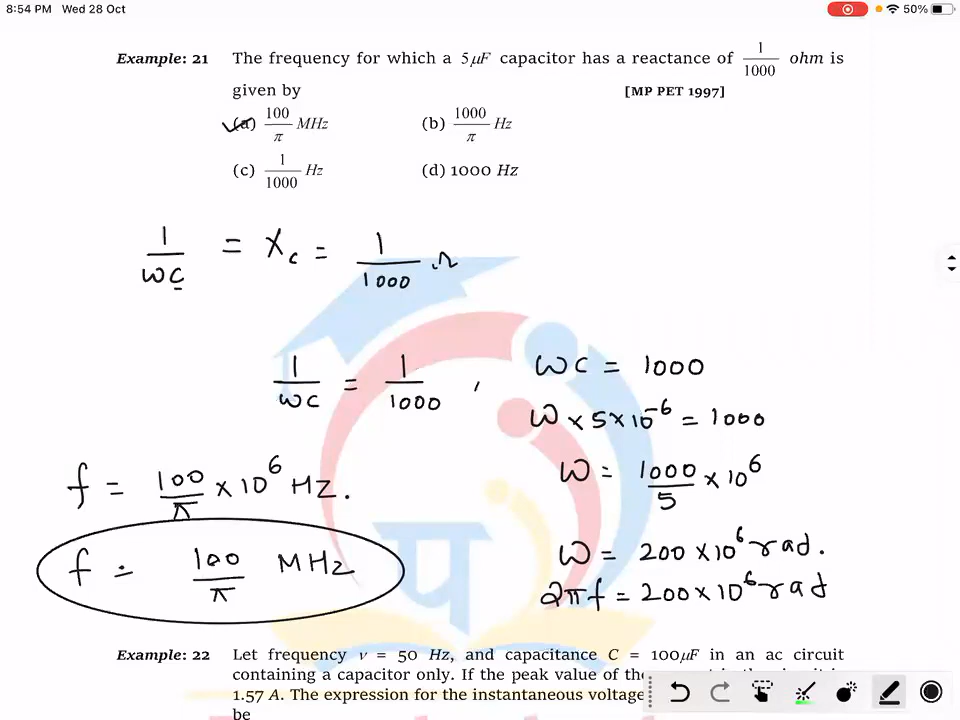 8:54 PM Wed 28 Oct 50%
Example: 21 The frequency for which a 5μF capacitor has a reactance of 1/1000 ohm is
given by [MP PET 1997]
(a) 100/π MHz (b) 1000/π Hz
(c) 1/1000 Hz (d) 1000 Hz
1/ωC = Xc = 1/1000 Ω
1/ωC = 1/1000 ,
ωC = 1000
ω × 5 × 10⁻⁶ = 1000
ω = 1000/5 × 10⁶
ω = 200 × 10⁶ rad.
2πf = 200 × 10⁶ rad
f = 100/π × 10⁶ HZ.
f = 100/π MHz
प
Example: 22 Let frequency ν = 50 Hz, and capacitance C = 100μF in an ac circuit
containing a capacitor only. If the peak value of the
1.57 A. The expression for the instantaneous voltage
be